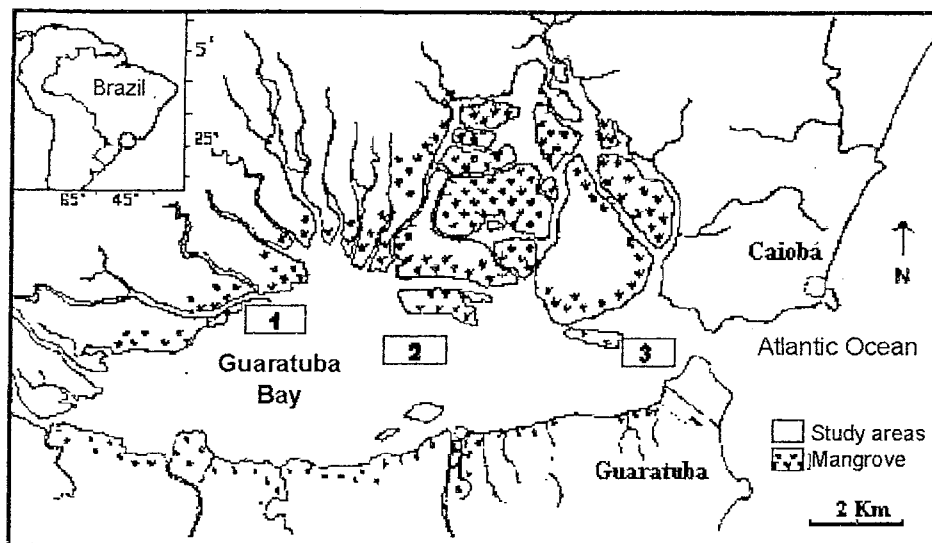 5°
Brazil
25°
65° 45°
Caiobá
N
1
2
3
Guaratuba
Bay
Atlantic Ocean
Study areas
Mangrove
Guaratuba
2 Km